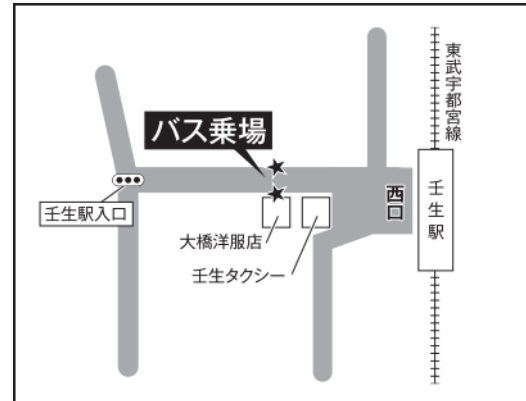 東武宇都宮線
バス乗場
壬生駅
西口
壬生駅入口
大橋洋服店
壬生タクシー